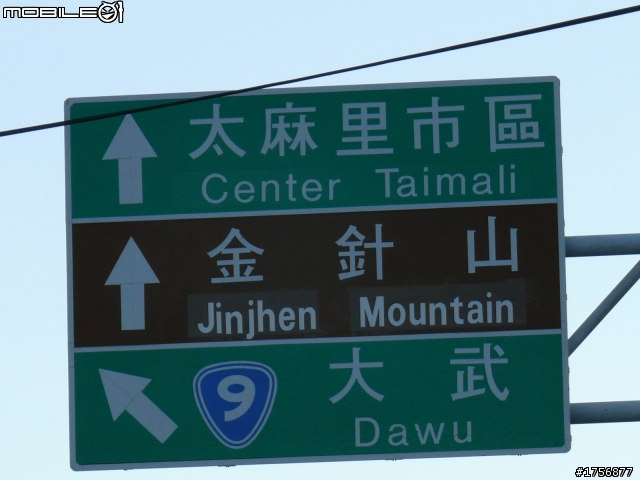 MOBILE01
太麻里市區
Center Taimali
金針山
Jinjhen Mountain
9 大武
Dawu
#1756877